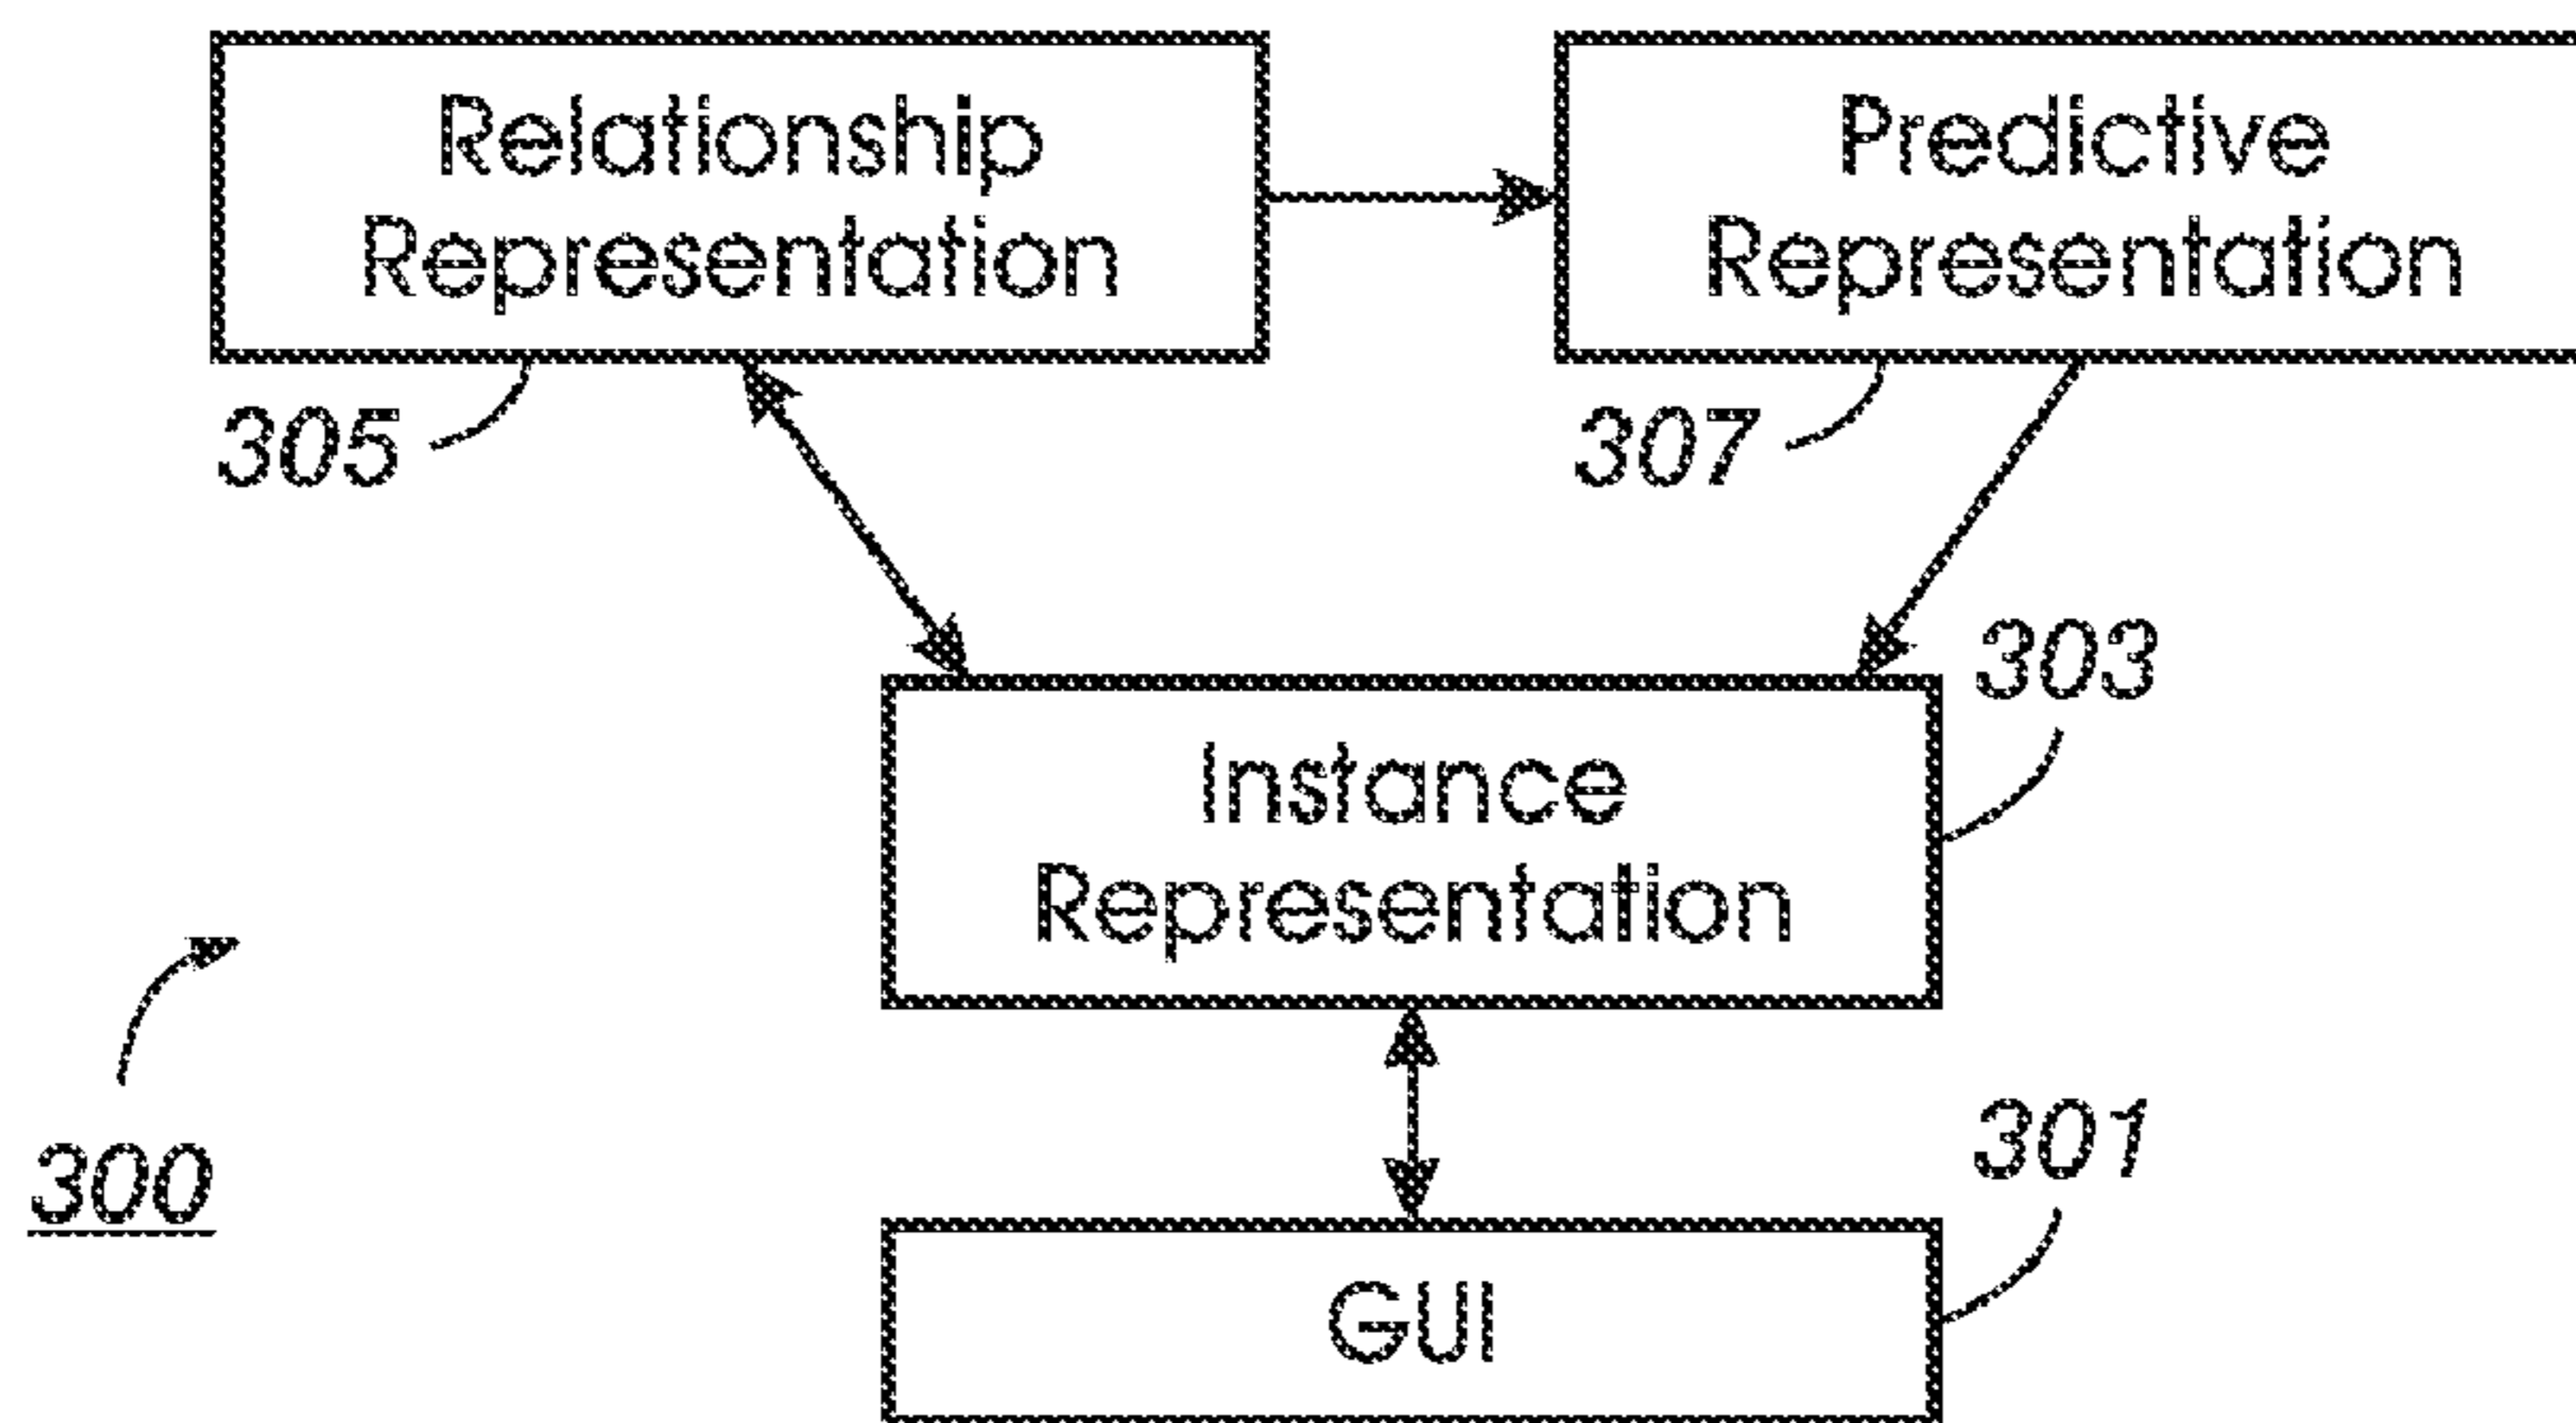 Relationship
Representation
Predictive
Representation
305
307
303
Instance
Representation
301
300
GUI